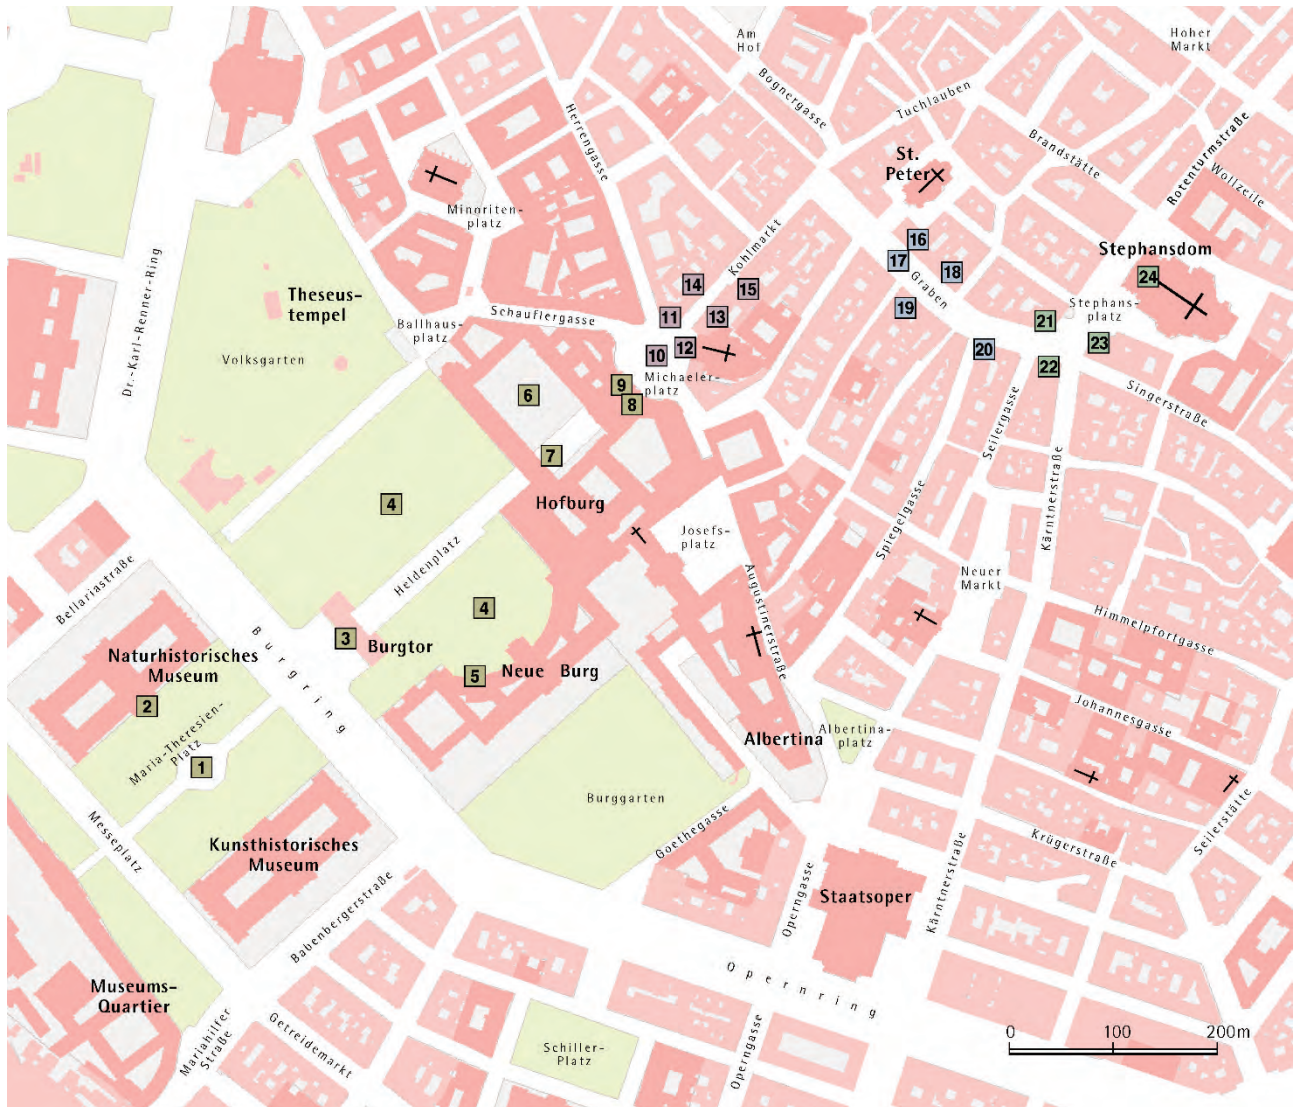 Am
Hof
Hoher
Markt
Bognergasse
Tuchlauben
Herrengasse
Brandstätte
Rotenturmstraße
Wollzeile
St.
Peter
Minoriten-
platz
Kohlmarkt
16
17
18
Graben
19
Stephansdom
24
Stephans-
platz
Dr.-Karl-Renner-Ring
Theseus-
tempel
Volksgarten
Ballhaus-
platz
Schauflergasse
14
15
11
13
12
10
Michaeler-
platz
21
20
22
23
Singerstraße
9
8
6
7
Seilergasse
4
Hofburg
Josefs-
platz
Spiegelgasse
Kärntnerstraße
Neuer
Markt
Heldenplatz
Bellariastraße
4
Augustinerstraße
Himmelpfortgasse
3
Burgtor
Burgring
Naturhistorisches
Museum
2
5
Neue Burg
Maria-Theresien-
Platz
1
Johannesgasse
Albertina
Albertina-
platz
Burggarten
Messeplatz
Kunsthistorisches
Museum
Goethegasse
Krügerstraße
Seilerstätte
Babenbergerstraße
Operngasse
Staatsoper
Kärntnerstraße
Museums-
Quartier
Opernring
Mariahilfer
Straße
Getreidemarkt
Schiller-
Platz
Operngasse
0 100 200m